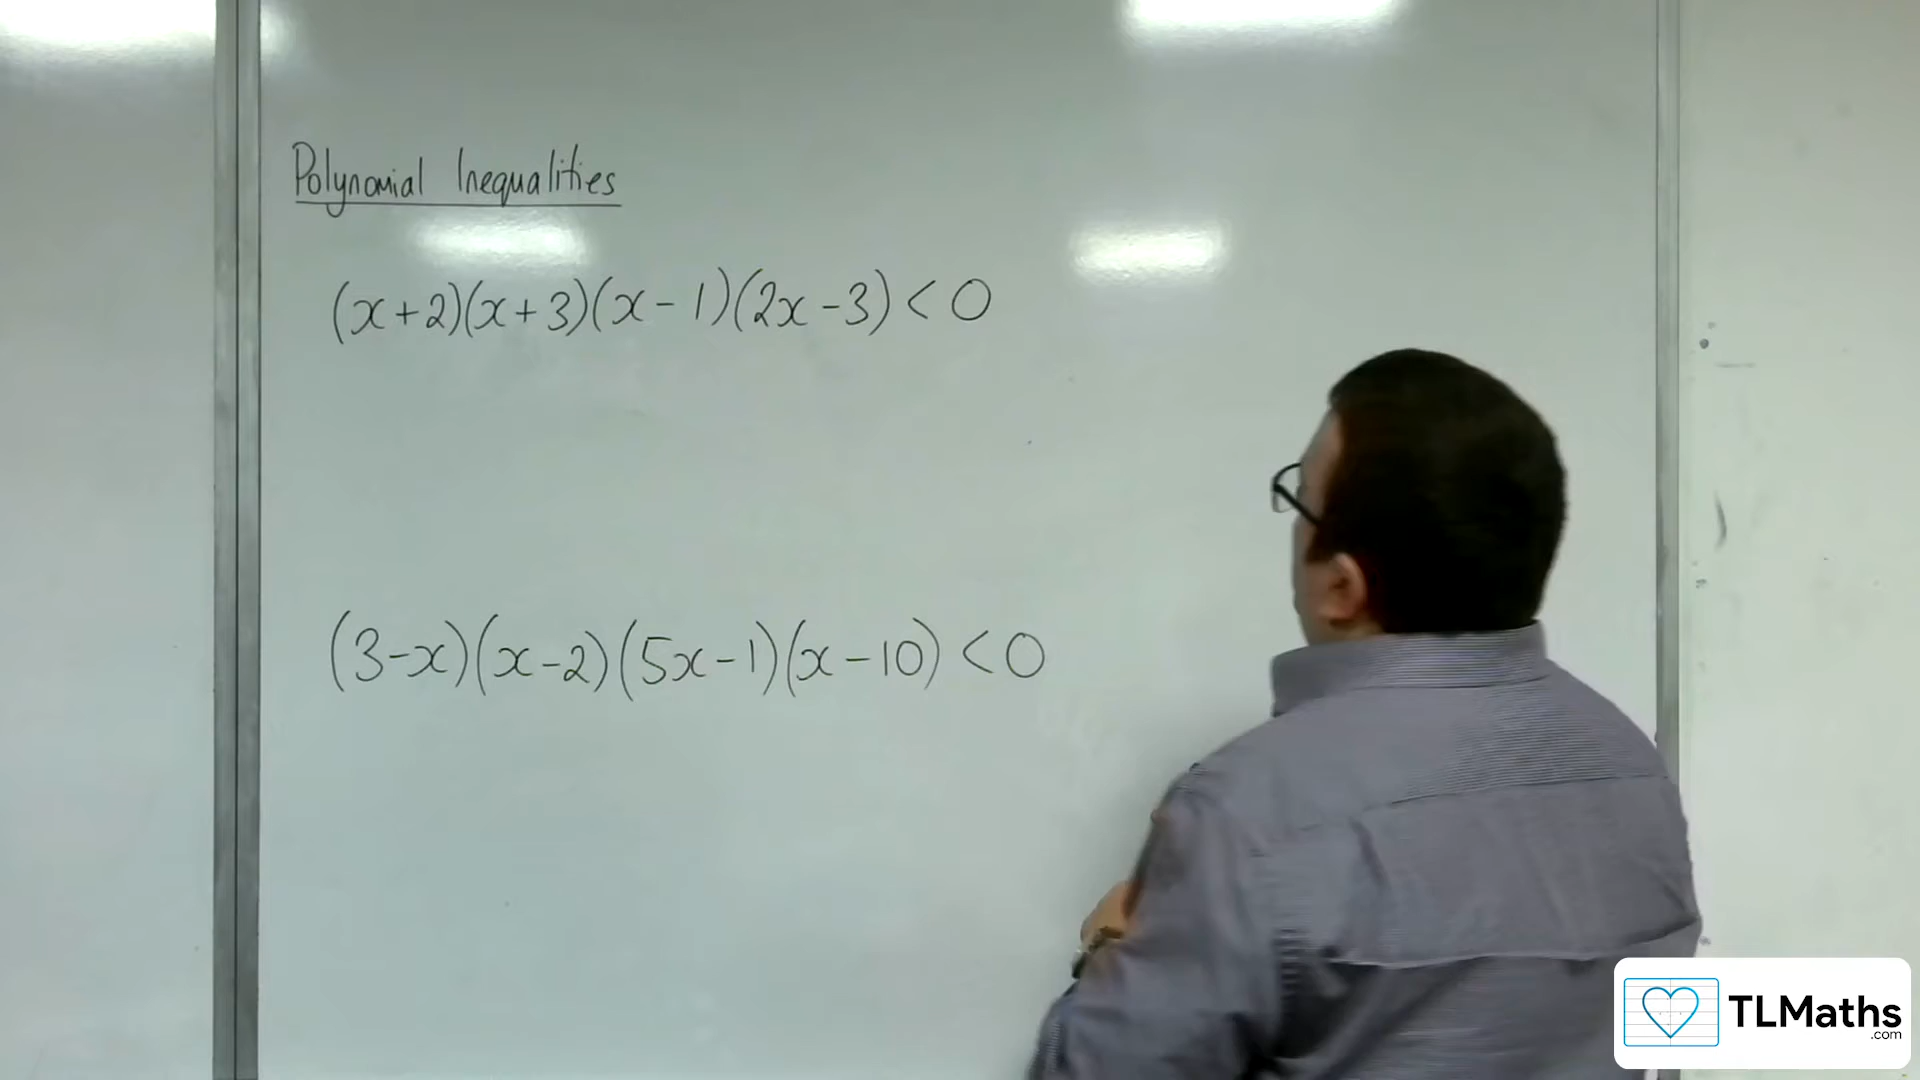 Polynomial Inequalities
(x+2)(x+3)(x-1)(2x-3)<0
(3-x)(x-2)(5x-1)(x-10)<0
TLMaths
.com